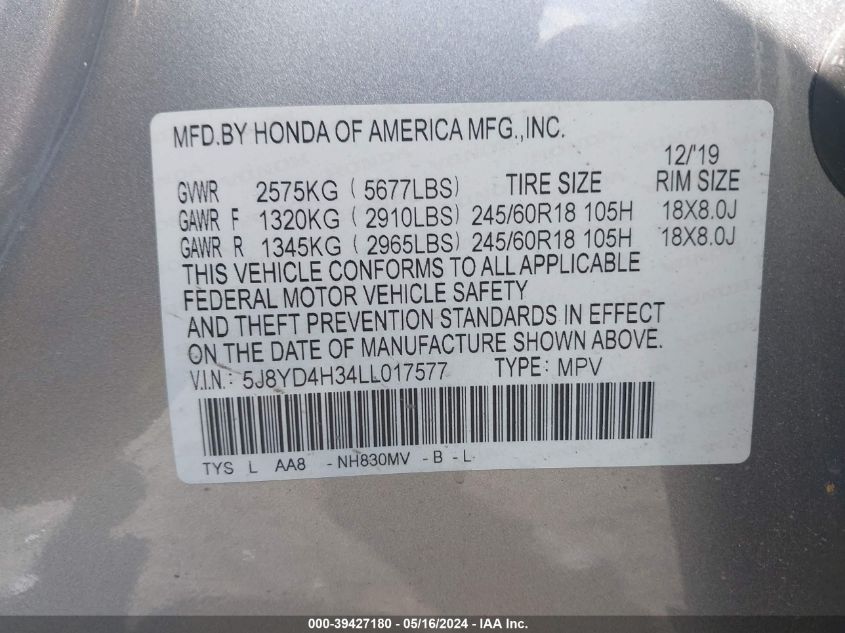 MFD.BY HONDA OF AMERICA MFG.,INC.
12/'19
GVWR 2575KG ( 5677LBS) TIRE SIZE RIM SIZE
GAWR F 1320KG ( 2910LBS) 245/60R18 105H 18X8.0J
GAWR R 1345KG ( 2965LBS) 245/60R18 105H 18X8.0J
THIS VEHICLE CONFORMS TO ALL APPLICABLE
FEDERAL MOTOR VEHICLE SAFETY
AND THEFT PREVENTION STANDARDS IN EFFECT
ON THE DATE OF MANUFACTURE SHOWN ABOVE.
V.I.N.: 5J8YD4H34LL017577 TYPE: MPV
TYS L AA8 -NH830MV - B - L
000-39427180 - 05/16/2024 - IAA Inc.